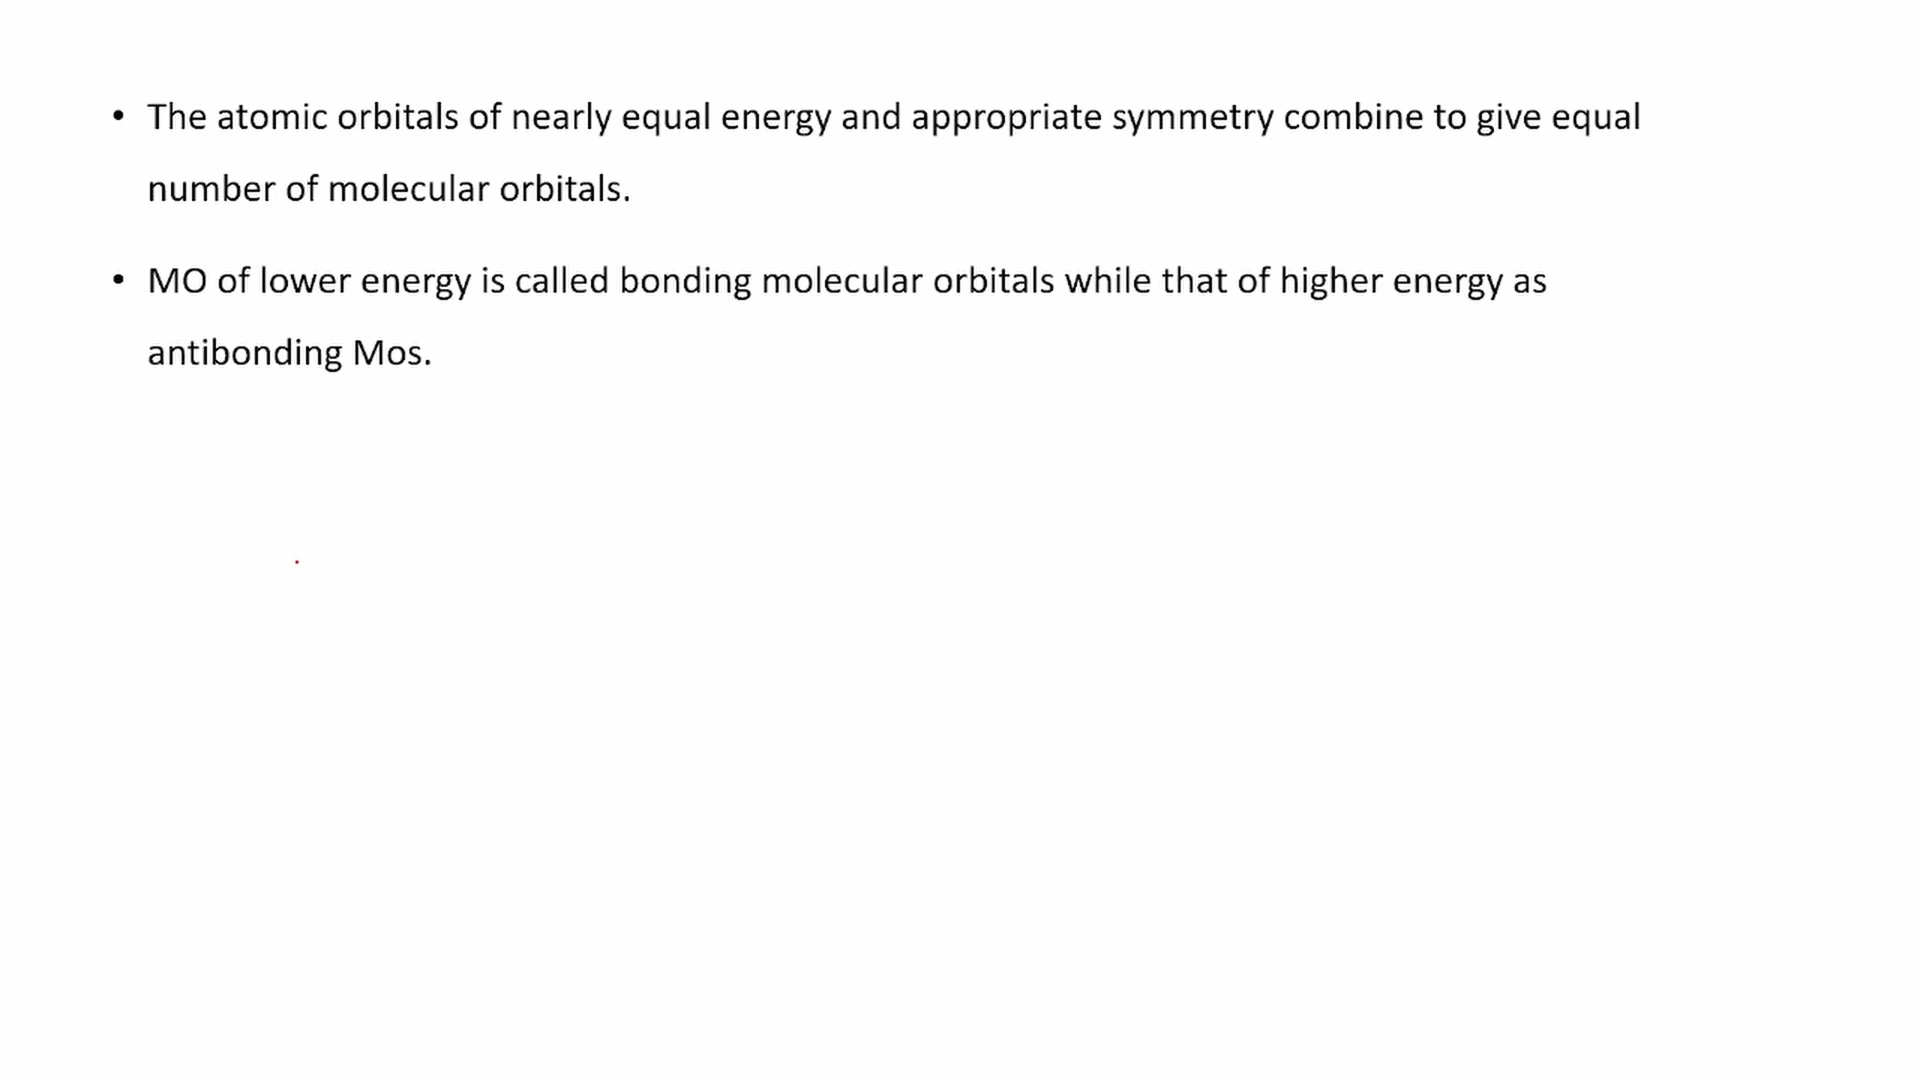 • The atomic orbitals of nearly equal energy and appropriate symmetry combine to give equal
number of molecular orbitals.
• MO of lower energy is called bonding molecular orbitals while that of higher energy as
antibonding Mos.